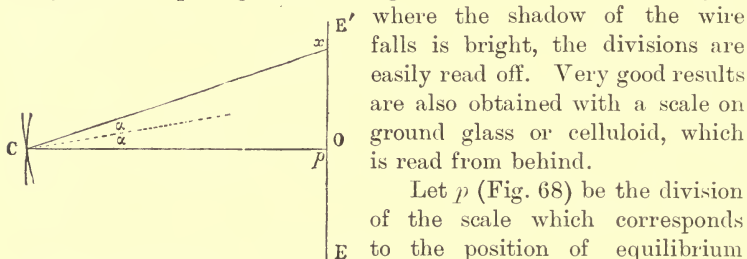 where the shadow of the wire
falls is bright, the divisions are
easily read off. Very good results
are also obtained with a scale on
ground glass or celluloid, which
is read from behind.
Let p (Fig. 68) be the division
of the scale which corresponds
to the position of equilibrium
E′
x
α
α
C
O
p
E